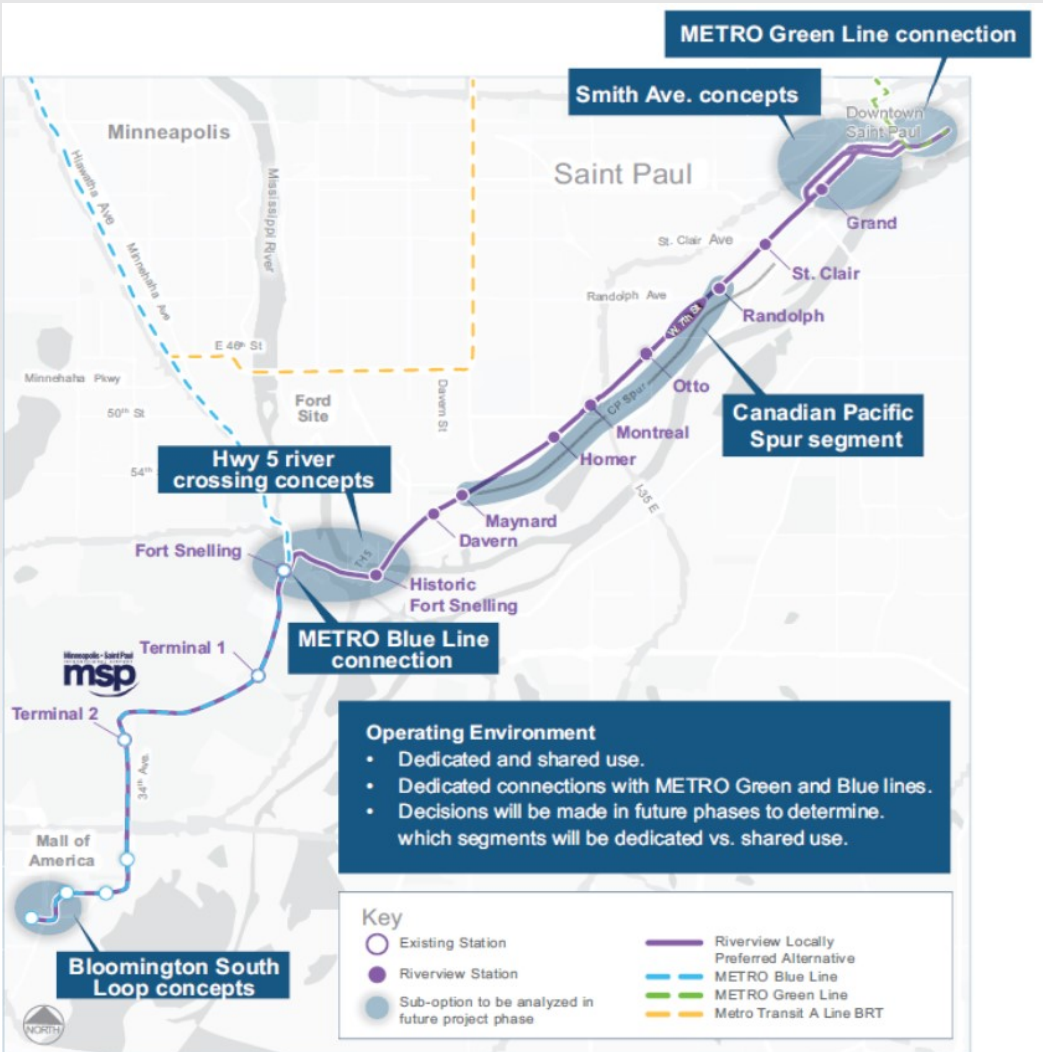 METRO Green Line connection
Smith Ave. concepts
Downtown
Saint Paul
Minneapolis
Saint Paul
Hiawatha Ave
Mississippi River
Grand
St. Clair Ave
St. Clair
Minnehaha Ave
Randolph Ave
Randolph
W. 7th St
E 46th St
Otto
Minnehaha Pkwy
Davern St
CP Spur
Ford
Site
50th St
Montreal
Canadian Pacific
Spur segment
Homer
Hwy 5 river
crossing concepts
54th
I-35 E
Maynard
Davern
Fort Snelling
TH 5
Historic
Fort Snelling
METRO Blue Line
connection
Terminal 1
Minneapolis - Saint Paul
msp
Terminal 2
34th Ave.
Operating Environment
• Dedicated and shared use.
• Dedicated connections with METRO Green and Blue lines.
• Decisions will be made in future phases to determine.
which segments will be dedicated vs. shared use.
Mall of
America
Bloomington South
Loop concepts
Key
Existing Station
Riverview Station
Sub-option to be analyzed in
future project phase
Riverview Locally
Preferred Alternative
METRO Blue Line
METRO Green Line
Metro Transit A Line BRT
NORTH